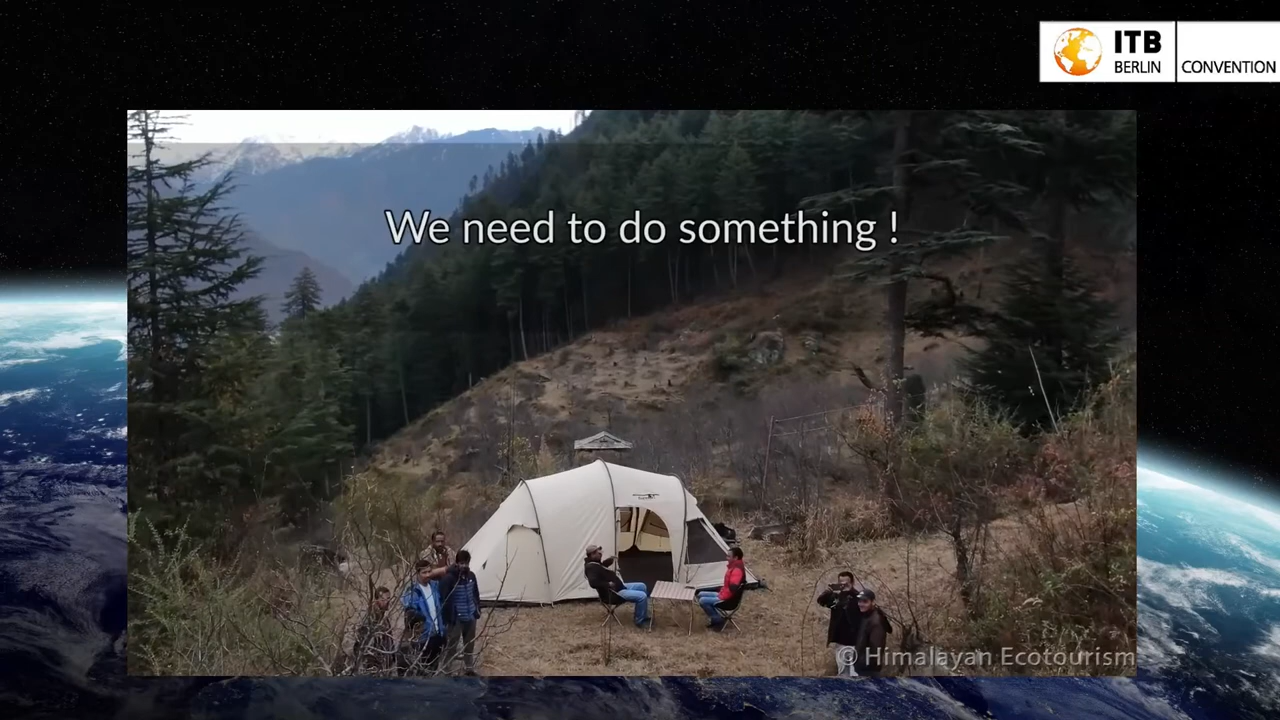 ITB
BERLIN
CONVENTION
We need to do something !
© Himalayan Ecotourism